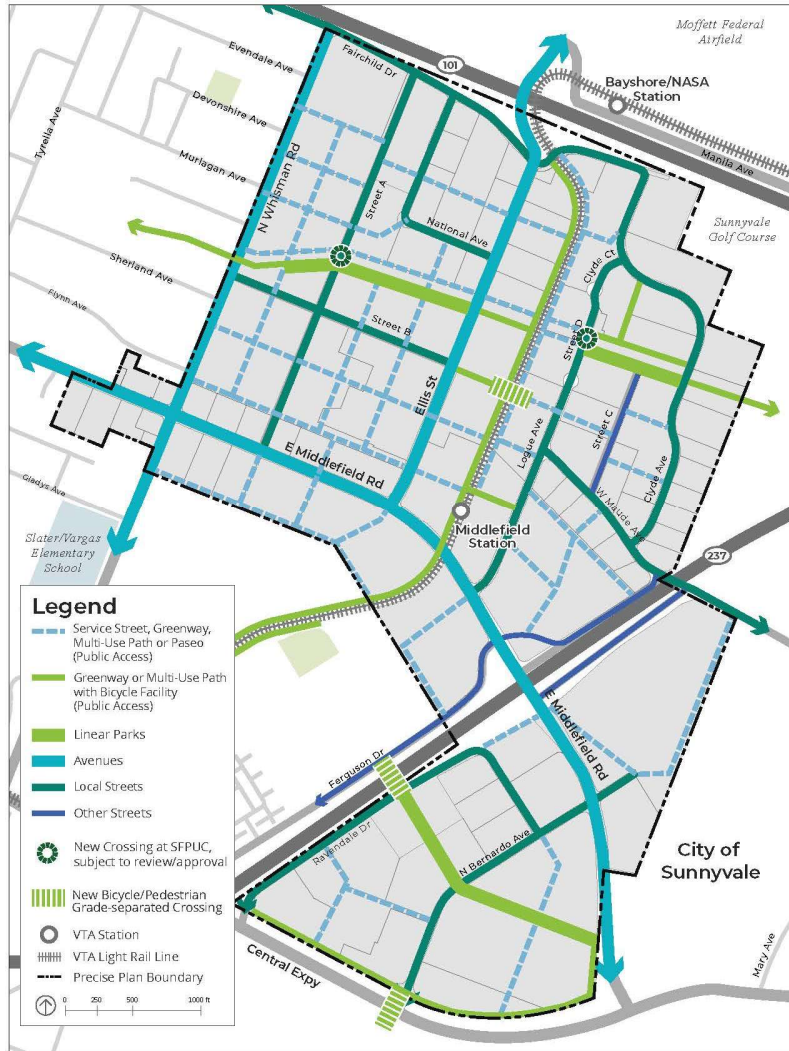 Moffett Federal
Airfield
Evendale Ave
Fairchild Dr
101
Bayshore/NASA
Station
Devonshire Ave
Tyrella Ave
Manila Ave
Murlagan Ave
N Whisman Rd
Street A
National Ave
Sunnyvale
Golf Course
Sherland Ave
Clyde Ct
Flynn Ave
Street B
Street D
Ellis St
Logue Ave
Street C
Clyde Ave
E Middlefield Rd
W Maude Ave
Gladys Ave
Middlefield
Station
237
Slater/Vargas
Elementary
School
Legend
Service Street, Greenway,
Multi-Use Path or Paseo
(Public Access)
Greenway or Multi-Use Path
with Bicycle Facility
(Public Access)
Linear Parks
Avenues
Local Streets
Other Streets
New Crossing at SFPUC,
subject to review/approval
New Bicycle/Pedestrian
Grade-separated Crossing
VTA Station
VTA Light Rail Line
Precise Plan Boundary
0 250 500 1000 ft
E Middlefield Rd
Ferguson Dr
Ravendale Dr
N Bernardo Ave
City of
Sunnyvale
Central Expy
Mary Ave